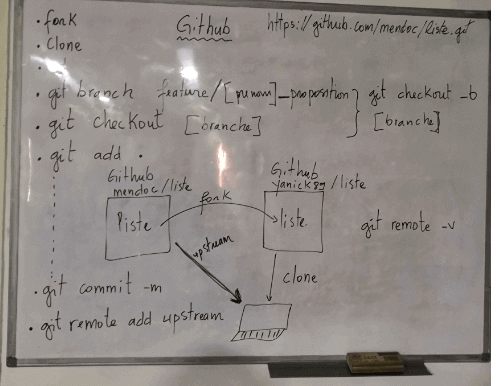 . fork
Github
https://github.com/mendoc/liste.git
. Clone
. git branch feature/[prenom]_proposition
git checkout -b
[branche]
. git checkout [branche]
. git add .
Github
mendoc/liste
liste
fork
Github
yanick89/liste
liste
git remote -v
upstream
clone
. git commit -m
. git remote add upstream